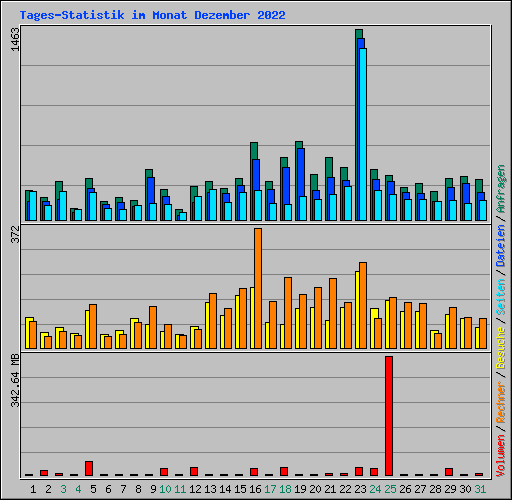 Tages-Statistik im Monat Dezember 2022
1463
372
342.64 MB
Volumen / Rechner / Besuche / Seiten / Dateien / Anfragen
1 2 3 4 5 6 7 8 9 10 11 12 13 14 15 16 17 18 19 20 21 22 23 24 25 26 27 28 29 30 31